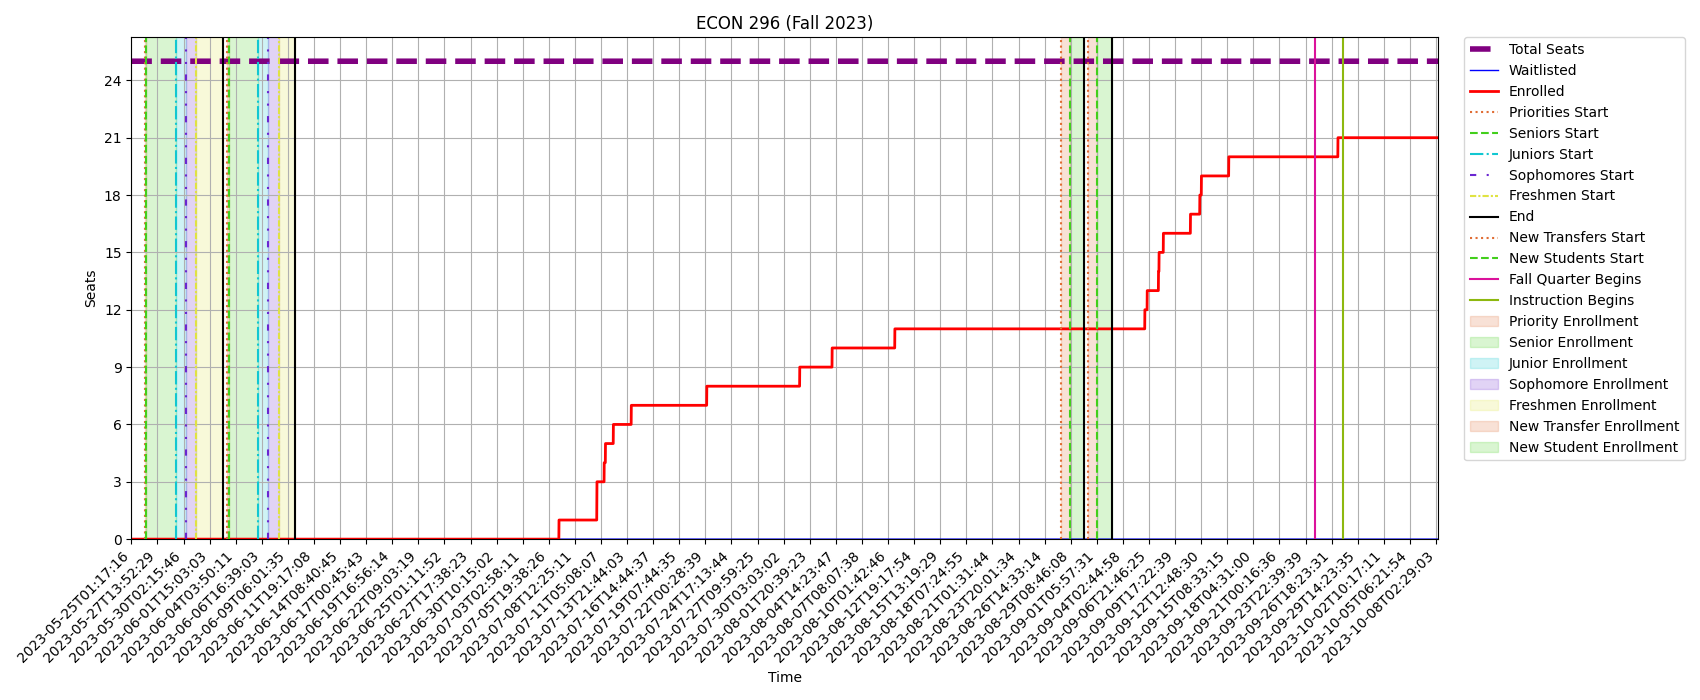 ECON 296 (Fall 2023)
Seats
24
21
18
15
12
9
6
3
0
2023-05-25T01:17:16
2023-05-27T13:52:29
2023-05-30T02:15:46
2023-06-01T15:03:03
2023-06-04T03:50:11
2023-06-06T16:39:03
2023-06-09T06:01:35
2023-06-11T19:17:08
2023-06-14T08:40:45
2023-06-17T00:45:43
2023-06-19T16:56:14
2023-06-22T09:03:19
2023-06-25T01:11:52
2023-06-27T17:38:23
2023-06-30T10:15:02
2023-07-03T02:58:11
2023-07-05T19:38:26
2023-07-08T12:25:11
2023-07-11T05:08:07
2023-07-13T21:44:03
2023-07-16T14:44:37
2023-07-19T07:44:35
2023-07-22T00:28:39
2023-07-24T17:13:44
2023-07-27T09:59:25
2023-07-30T03:03:02
2023-08-01T20:39:23
2023-08-04T14:23:47
2023-08-07T08:07:38
2023-08-10T01:42:46
2023-08-12T19:17:54
2023-08-15T13:19:29
2023-08-18T07:24:55
2023-08-21T01:31:44
2023-08-23T20:01:34
2023-08-26T14:33:14
2023-08-29T08:46:08
2023-09-01T05:57:31
2023-09-04T02:44:58
2023-09-06T21:46:25
2023-09-09T17:22:39
2023-09-12T12:48:30
2023-09-15T08:33:15
2023-09-18T04:31:00
2023-09-21T00:16:36
2023-09-23T22:39:39
2023-09-26T18:23:31
2023-09-29T14:23:35
2023-10-02T10:17:11
2023-10-05T06:21:54
2023-10-08T02:29:03
Time
Total Seats
Waitlisted
Enrolled
Priorities Start
Seniors Start
Juniors Start
Sophomores Start
Freshmen Start
End
New Transfers Start
New Students Start
Fall Quarter Begins
Instruction Begins
Priority Enrollment
Senior Enrollment
Junior Enrollment
Sophomore Enrollment
Freshmen Enrollment
New Transfer Enrollment
New Student Enrollment